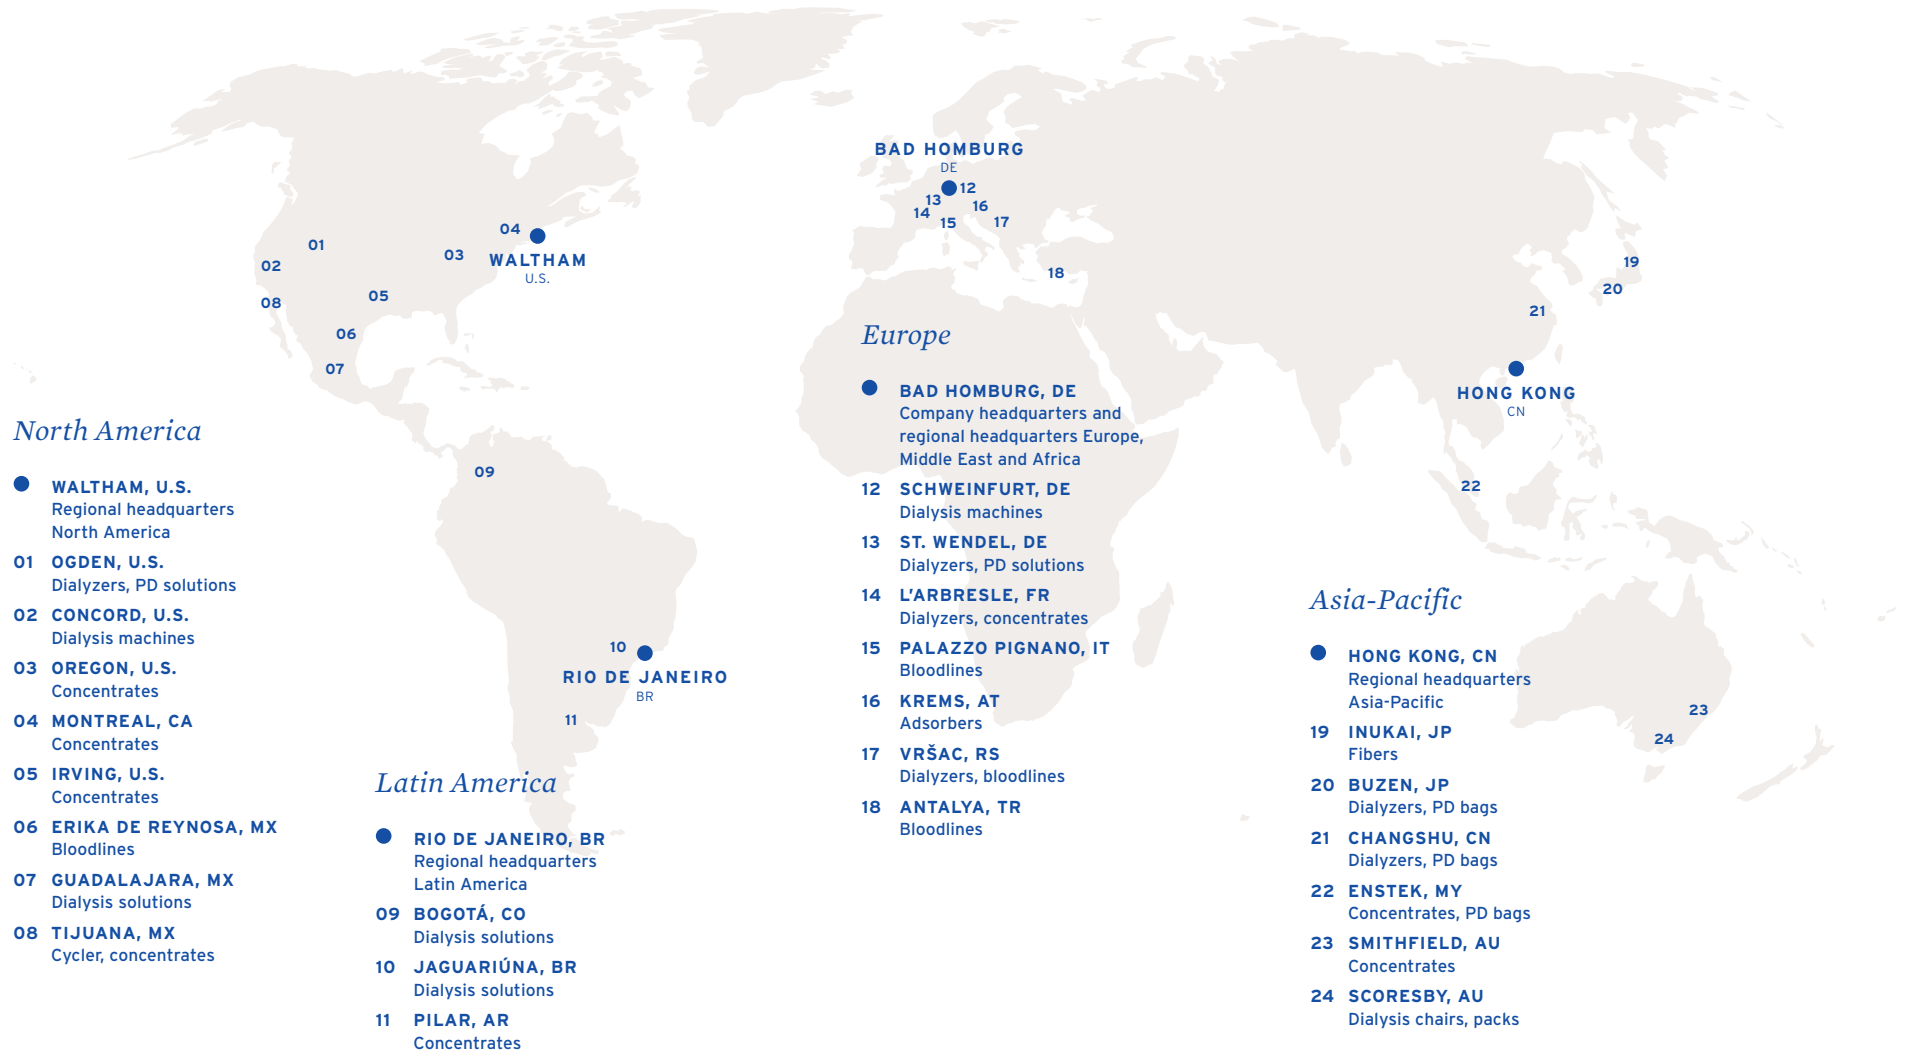 BAD HOMBURG
DE
12
13
14
15
16
17
18
01
02
03
04
WALTHAM
U.S.
05
06
07
08
09
10
RIO DE JANEIRO
BR
11
19
20
21
HONG KONG
CN
22
23
24
North America
WALTHAM, U.S.
Regional headquarters
North America
01 OGDEN, U.S.
Dialyzers, PD solutions
02 CONCORD, U.S.
Dialysis machines
03 OREGON, U.S.
Concentrates
04 MONTREAL, CA
Concentrates
05 IRVING, U.S.
Concentrates
06 ERIKA DE REYNOSA, MX
Bloodlines
07 GUADALAJARA, MX
Dialysis solutions
08 TIJUANA, MX
Cycler, concentrates
Latin America
RIO DE JANEIRO, BR
Regional headquarters
Latin America
09 BOGOTÁ, CO
Dialysis solutions
10 JAGUARIÚNA, BR
Dialysis solutions
11 PILAR, AR
Concentrates
Europe
BAD HOMBURG, DE
Company headquarters and
regional headquarters Europe,
Middle East and Africa
12 SCHWEINFURT, DE
Dialysis machines
13 ST. WENDEL, DE
Dialyzers, PD solutions
14 L’ARBRESLE, FR
Dialyzers, concentrates
15 PALAZZO PIGNANO, IT
Bloodlines
16 KREMS, AT
Adsorbers
17 VRŠAC, RS
Dialyzers, bloodlines
18 ANTALYA, TR
Bloodlines
Asia-Pacific
HONG KONG, CN
Regional headquarters
Asia-Pacific
19 INUKAI, JP
Fibers
20 BUZEN, JP
Dialyzers, PD bags
21 CHANGSHU, CN
Dialyzers, PD bags
22 ENSTEK, MY
Concentrates, PD bags
23 SMITHFIELD, AU
Concentrates
24 SCORESBY, AU
Dialysis chairs, packs